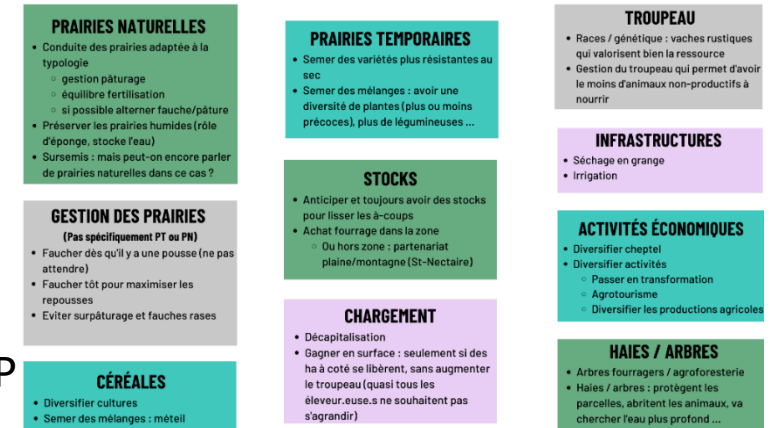 PRAIRIES NATURELLES
• Conduite des prairies adaptée à la
typologie
◦ gestion pâturage
◦ équilibre fertilisation
◦ si possible alterner fauche/pâture
• Préserver les prairies humides (rôle
d'éponge, stocke l'eau)
• Sursemis : mais peut-on encore parler
de prairies naturelles dans ce cas ?
GESTION DES PRAIRIES
(Pas spécifiquement PT ou PN)
• Faucher dès qu'il y a une pousse (ne pas
attendre)
• Faucher tôt pour maximiser les
repousses
• Eviter surpâturage et fauches rases
P
CÉRÉALES
• Diversifier cultures
• Semer des mélanges : méteil
PRAIRIES TEMPORAIRES
• Semer des variétés plus résistantes au
sec
• Semer des mélanges : avoir une
diversité de plantes (plus ou moins
précoces), plus de légumineuses ...
STOCKS
• Anticiper et toujours avoir des stocks
pour lisser les à-coups
• Achat fourrage dans la zone
◦ Ou hors zone : partenariat
plaine/montagne (St-Nectaire)
CHARGEMENT
• Décapitalisation
• Gagner en surface : seulement si des
ha à coté se libèrent, sans augmenter
le troupeau (quasi tous les
éleveur.euse.s ne souhaitent pas
s'agrandir)
TROUPEAU
• Races / génétique : vaches rustiques
qui valorisent bien la ressource
• Gestion du troupeau qui permet d'avoir
le moins d'animaux non-productifs à
nourrir
INFRASTRUCTURES
• Séchage en grange
• Irrigation
ACTIVITÉS ÉCONOMIQUES
• Diversifier cheptel
• Diversifier activités
◦ Passer en transformation
◦ Agrotourisme
◦ Diversifier les productions agricoles
HAIES / ARBRES
• Arbres fourragers / agroforesterie
• Haies / arbres : protègent les
parcelles, abritent les animaux, va
chercher l'eau plus profond ...